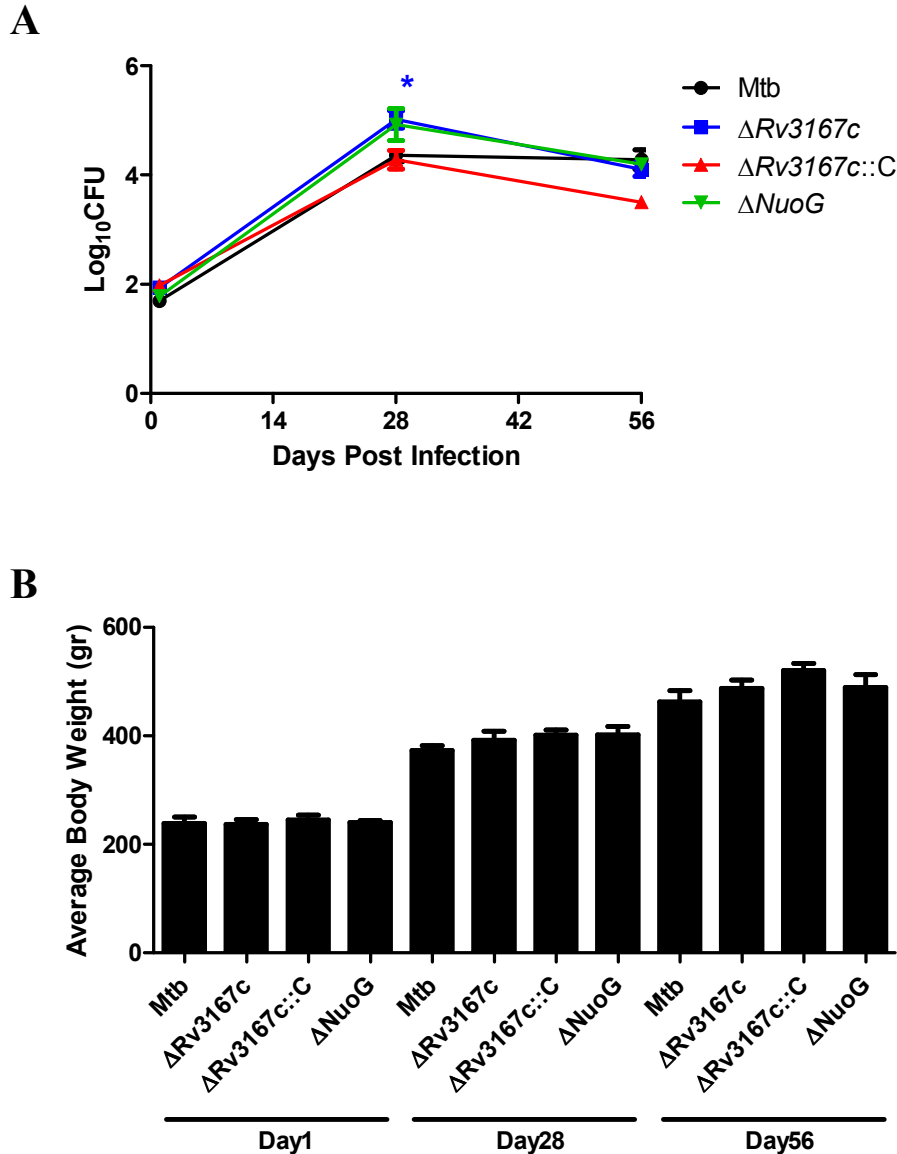 A
6
4
2
0
Log10CFU
*
0 14 28 42 56
Days Post Infection
Mtb
ΔRv3167c
ΔRv3167c::C
ΔNuoG
B
600
400
200
0
Average Body Weight (gr)
Mtb
ΔRv3167c
ΔRv3167c::C
ΔNuoG
Mtb
ΔRv3167c
ΔRv3167c::C
ΔNuoG
Mtb
ΔRv3167c
ΔRv3167c::C
ΔNuoG
Day1 Day28 Day56